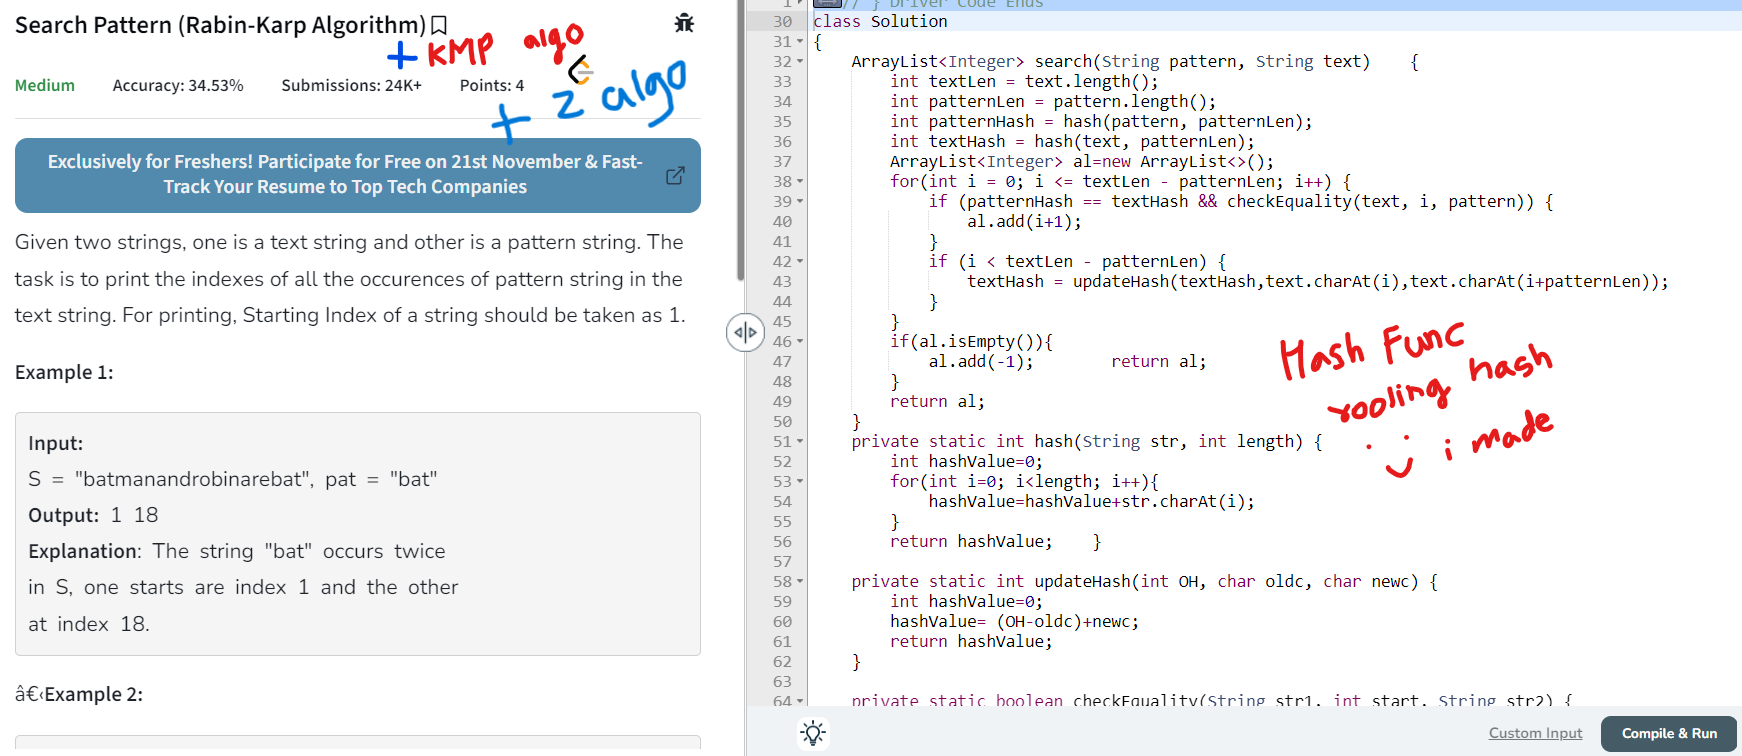 Search Pattern (Rabin-Karp Algorithm)
+ KMP algo
Medium Accuracy: 34.53% Submissions: 24K+ Points: 4
+ Z algo
Exclusively for Freshers! Participate for Free on 21st November & Fast-
Track Your Resume to Top Tech Companies
Given two strings, one is a text string and other is a pattern string. The
task is to print the indexes of all the occurences of pattern string in the
text string. For printing, Starting Index of a string should be taken as 1.
Example 1:
Input:
S = "batmanandrobinarebat", pat = "bat"
Output: 1 18
Explanation: The string "bat" occurs twice
in S, one starts are index 1 and the other
at index 18.
â€‹Example 2:
1 // } Driver Code Ends
30 class Solution
31 {
32 ArrayList<Integer> search(String pattern, String text) {
33 int textLen = text.length();
34 int patternLen = pattern.length();
35 int patternHash = hash(pattern, patternLen);
36 int textHash = hash(text, patternLen);
37 ArrayList<Integer> al=new ArrayList<>();
38 for(int i = 0; i <= textLen - patternLen; i++) {
39 if (patternHash == textHash && checkEquality(text, i, pattern)) {
40 al.add(i+1);
41 }
42 if (i < textLen - patternLen) {
43 textHash = updateHash(textHash,text.charAt(i),text.charAt(i+patternLen));
44 }
45 }
46 if(al.isEmpty()){
47 al.add(-1); return al;
48 }
49 return al;
50 }
51 private static int hash(String str, int length) {
52 int hashValue=0;
53 for(int i=0; i<length; i++){
54 hashValue=hashValue+str.charAt(i);
55 }
56 return hashValue; }
57
58 private static int updateHash(int OH, char oldc, char newc) {
59 int hashValue=0;
60 hashValue= (OH-oldc)+newc;
61 return hashValue;
62 }
63
64 private static boolean checkEquality(String str1, int start, String str2) {
Hash Func
rooling hash
i made
Custom Input
Compile & Run